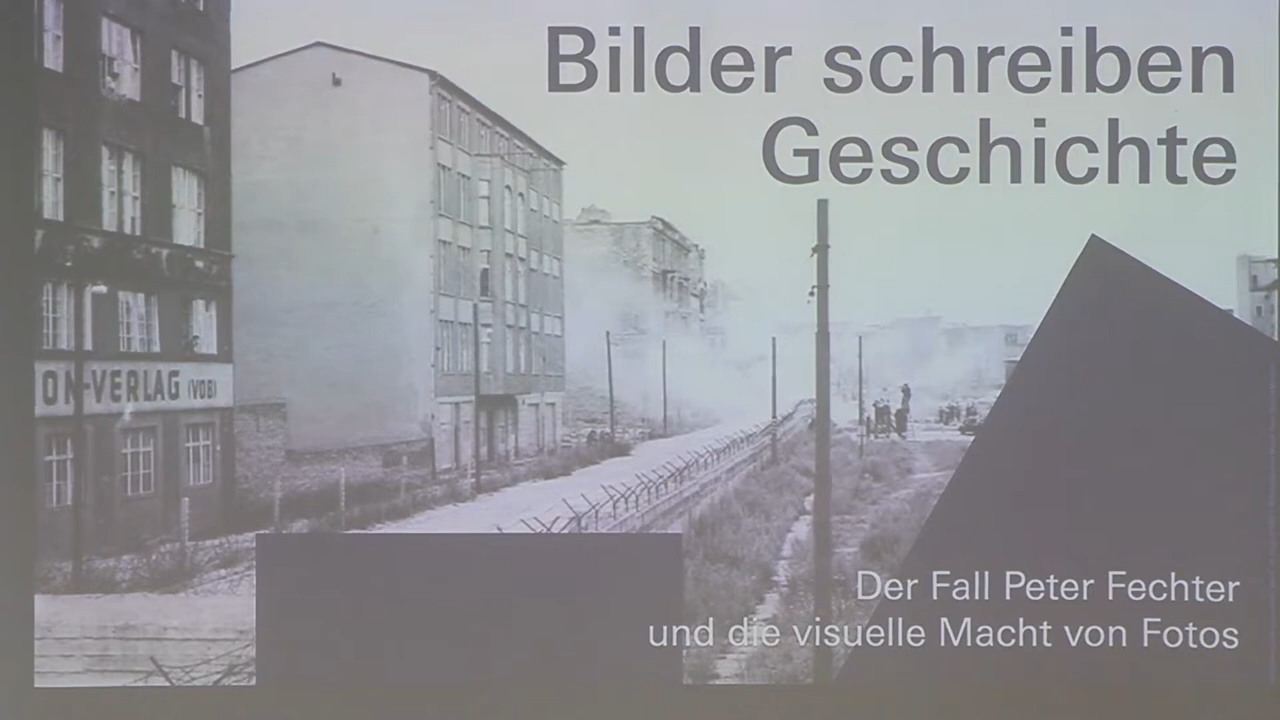 Bilder schreiben
Geschichte
ON-VERLAG (VOB)
Der Fall Peter Fechter
und die visuelle Macht von Fotos